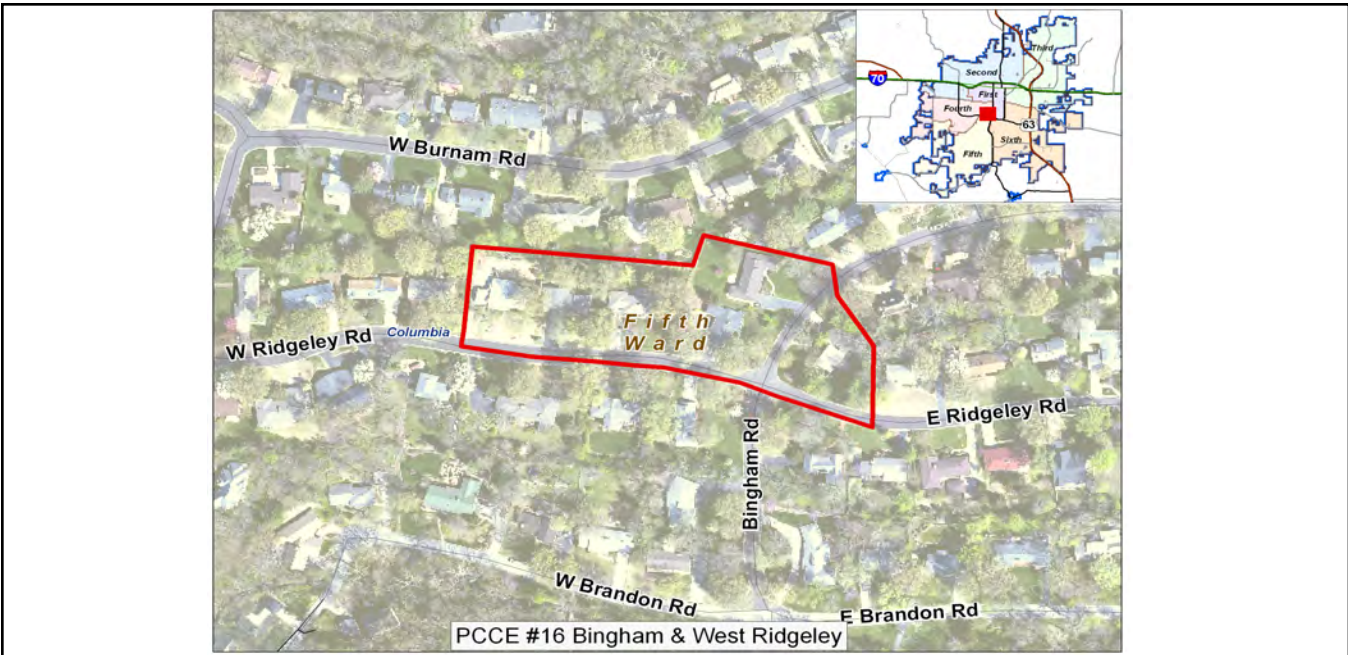 Third
Second
70
First
Fourth
63
Sixth
Fifth
W Burnam Rd
Fifth
Ward
Columbia
W Ridgeley Rd
E Ridgeley Rd
Bingham Rd
W Brandon Rd
E Brandon Rd
PCCE #16 Bingham & West Ridgeley